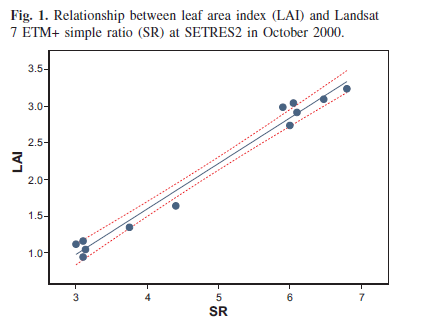 Fig. 1. Relationship between leaf area index (LAI) and Landsat
7 ETM+ simple ratio (SR) at SETRES2 in October 2000.
3.5
3.0
2.5
2.0
1.5
1.0
LAI
3 4 5 6 7
SR